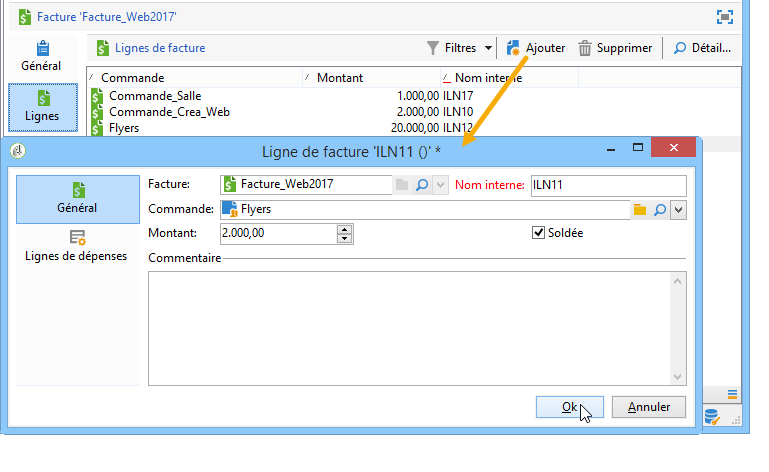 Facture 'Facture_Web2017'
Général
Lignes
Lignes de facture
Filtres
Ajouter
Supprimer
Détail...
Commande Montant Nom interne
Commande_Salle 1.000,00 ILN17
Commande_Crea_Web 2.000,00 ILN10
Flyers 20.000,00 ILN12
Ligne de facture 'ILN11 ()' *
Général
Lignes de dépenses
Facture: Facture_Web2017 Nom interne: ILN11
Commande: Flyers
Montant: 2.000,00 Soldée
Commentaire
Ok Annuler